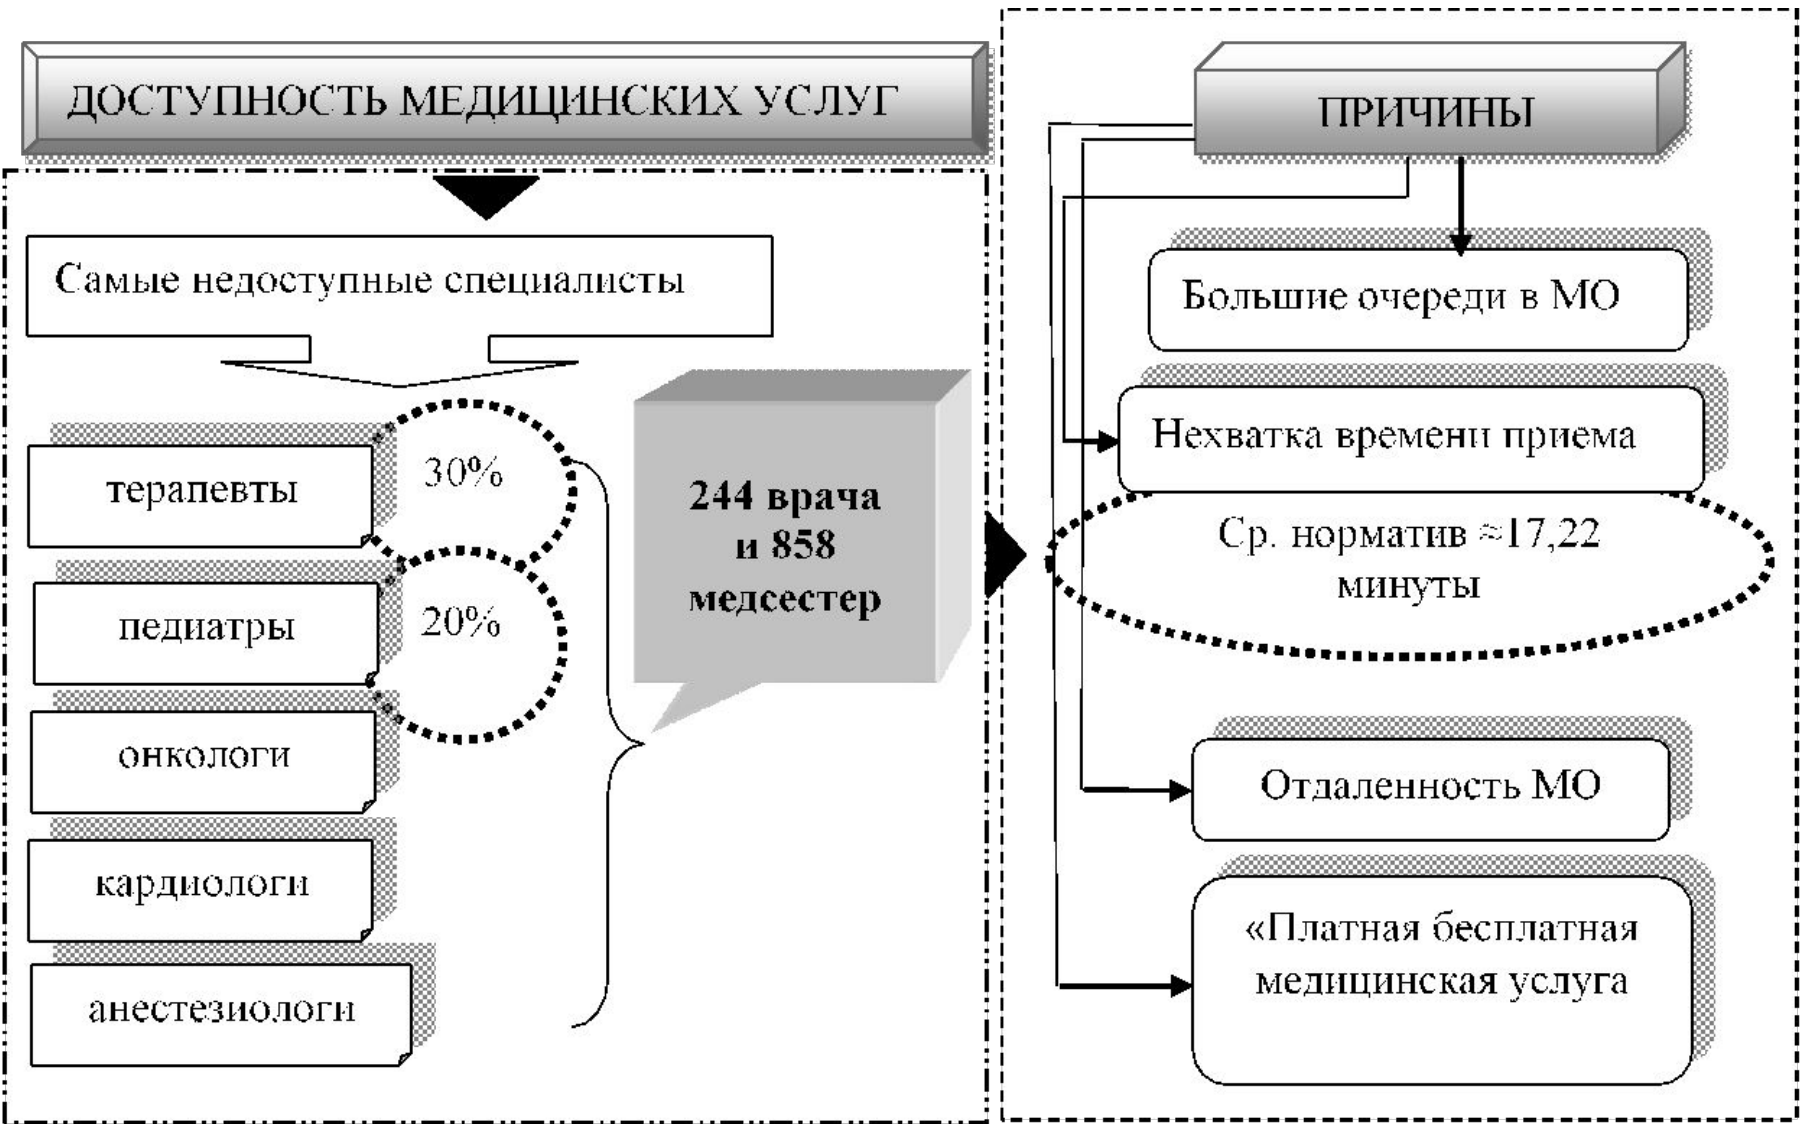 ДОСТУПНОСТЬ МЕДИЦИНСКИХ УСЛУГ
Самые недоступные специалисты
терапевты
30%
педиатры
20%
онкологи
кардиологи
анестезиологи
244 врача
и 858
медсестер
ПРИЧИНЫ
Большие очереди в МО
Нехватка времени приема
Ср. норматив ≈17,22
минуты
Отдаленность МО
«Платная бесплатная
медицинская услуга